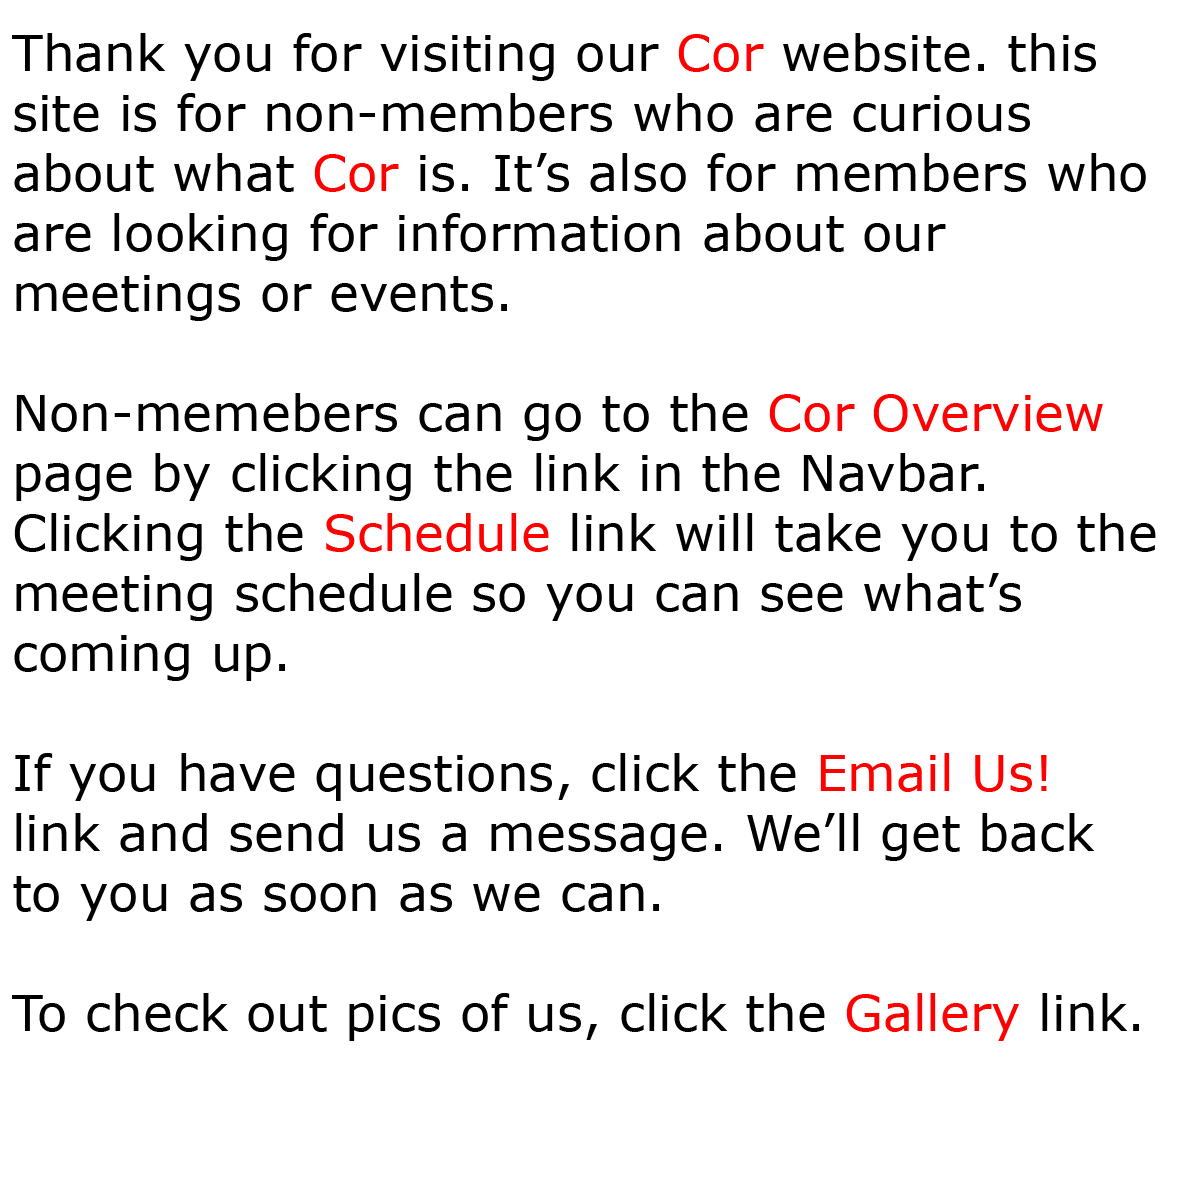 Thank you for visiting our Cor website. this
site is for non-members who are curious
about what Cor is. It’s also for members who
are looking for information about our
meetings or events.
Non-memebers can go to the Cor Overview
page by clicking the link in the Navbar.
Clicking the Schedule link will take you to the
meeting schedule so you can see what’s
coming up.
If you have questions, click the Email Us!
link and send us a message. We’ll get back
to you as soon as we can.
To check out pics of us, click the Gallery link.